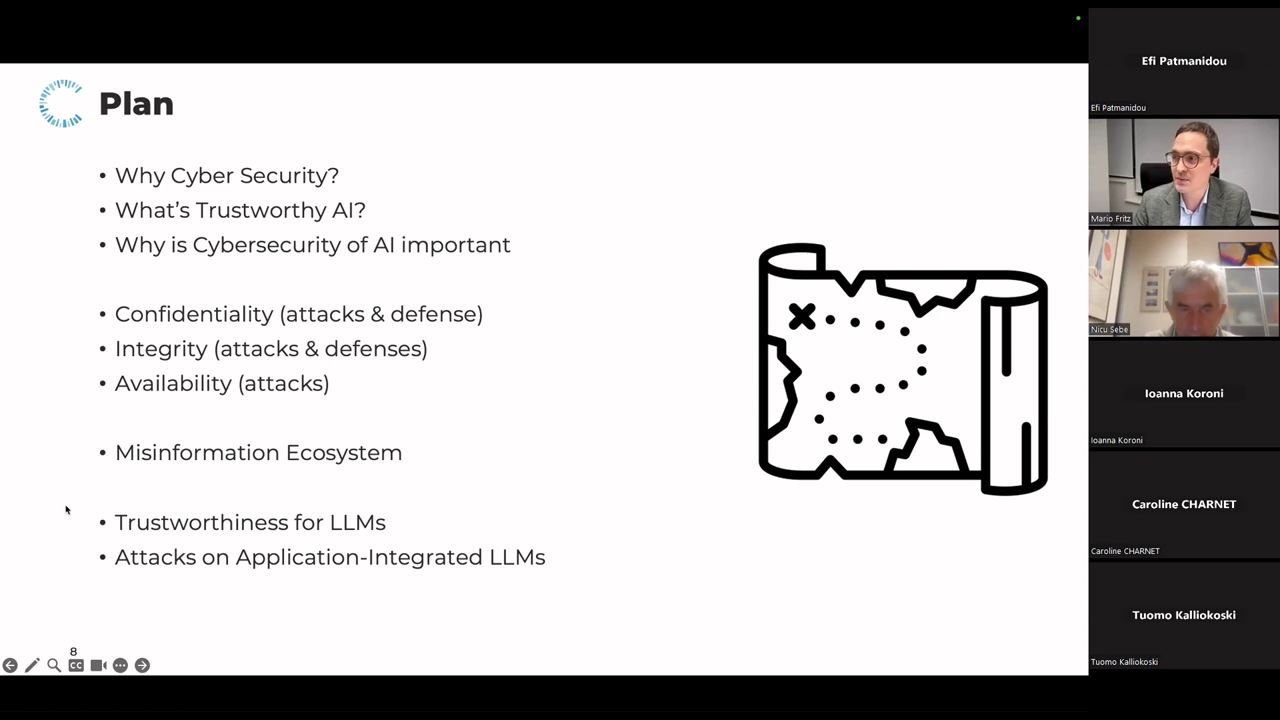 Plan
• Why Cyber Security?
• What's Trustworthy AI?
• Why is Cybersecurity of AI important
• Confidentiality (attacks & defense)
• Integrity (attacks & defenses)
• Availability (attacks)
• Misinformation Ecosystem
• Trustworthiness for LLMs
• Attacks on Application-Integrated LLMs
8
CC
Efi Patmanidou
Efi Patmanidou
Mario Fritz
Nicu Sebe
Ioanna Koroni
Ioanna Koroni
Caroline CHARNET
Caroline CHARNET
Tuomo Kalliokoski
Tuomo Kalliokoski